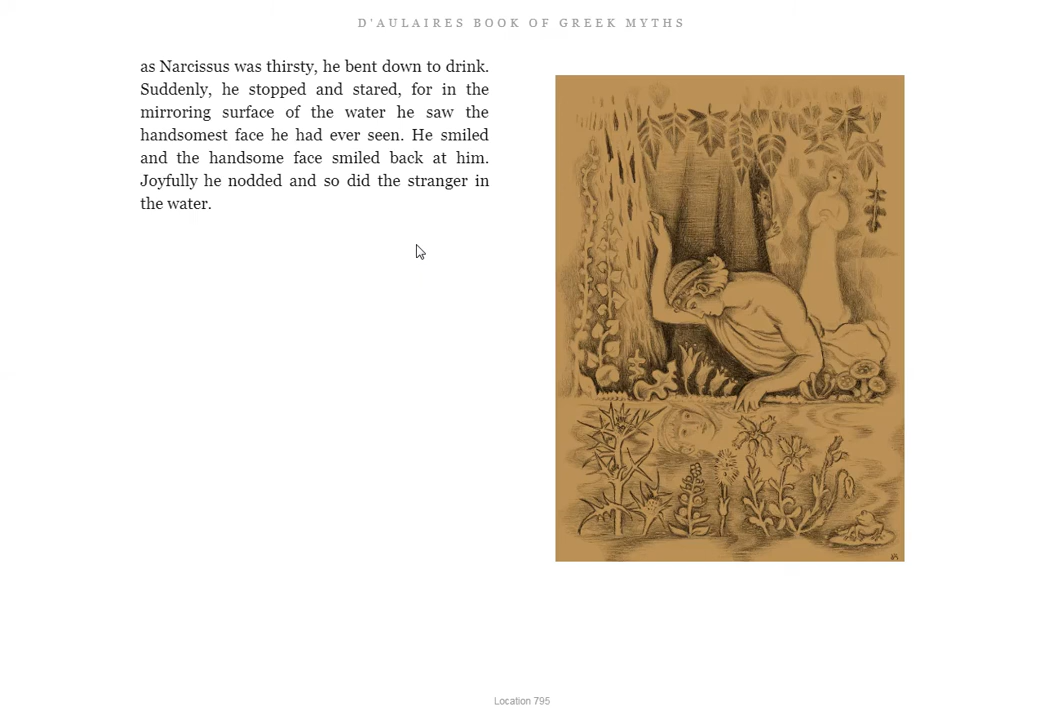 D'AULAIRES BOOK OF GREEK MYTHS
as Narcissus was thirsty, he bent down to drink.
Suddenly, he stopped and stared, for in the
mirroring surface of the water he saw the
handsomest face he had ever seen. He smiled
and the handsome face smiled back at him.
Joyfully he nodded and so did the stranger in
the water.
Location 795